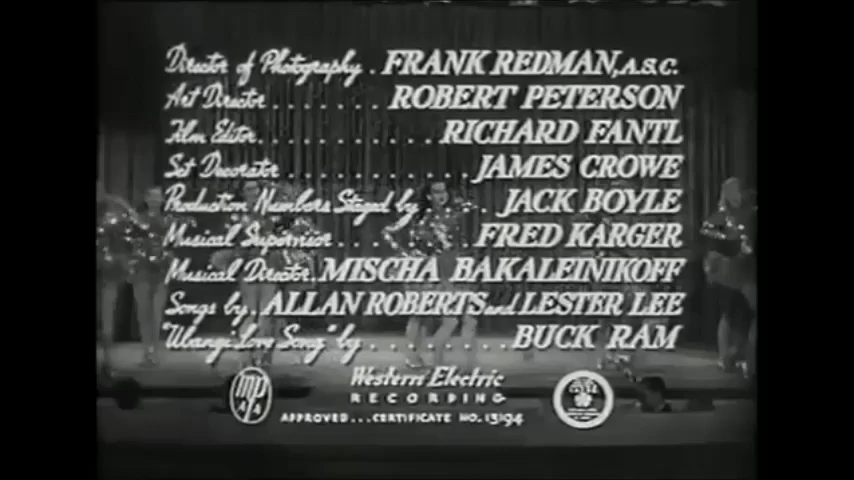 Director of Photography . FRANK REDMAN, A.S.C.
Art Director . . . . . . . ROBERT PETERSON
Film Editor . . . . . . . . . . . RICHARD FANTL
Set Decorator . . . . . . . . . . . JAMES CROWE
Production Numbers Staged by . . . JACK BOYLE
Musical Supervisor . . . . . . . FRED KARGER
Musical Director . MISCHA BAKALEINIKOFF
Songs by . ALLAN ROBERTS and LESTER LEE
"Ubangi Love Song" by . . . . . . . . BUCK RAM
Western Electric
RECORDING
APPROVED...CERTIFICATE NO. 13194